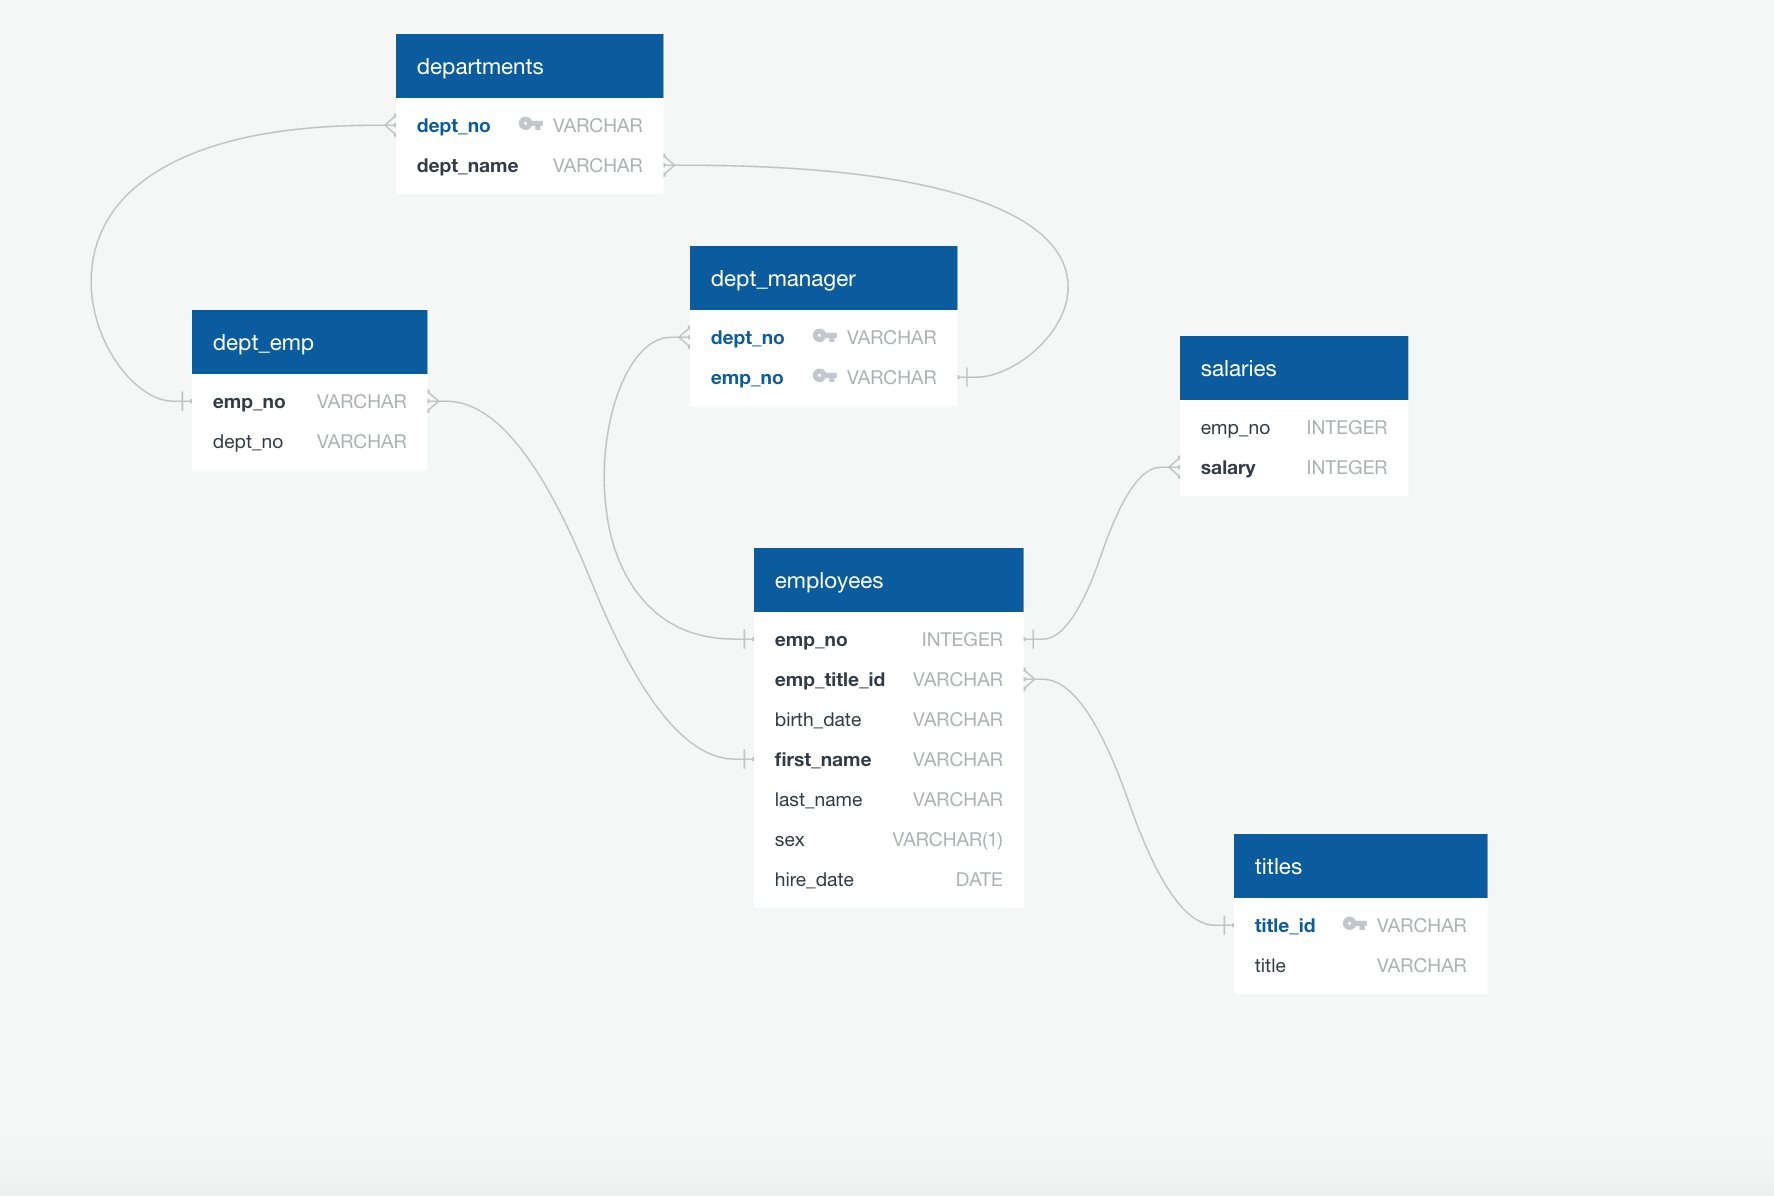 departments
dept_no VARCHAR
dept_name VARCHAR
dept_manager
dept_no VARCHAR
emp_no VARCHAR
dept_emp
emp_no VARCHAR
dept_no VARCHAR
salaries
emp_no INTEGER
salary INTEGER
employees
emp_no INTEGER
emp_title_id VARCHAR
birth_date VARCHAR
first_name VARCHAR
last_name VARCHAR
sex VARCHAR(1)
hire_date DATE
titles
title_id VARCHAR
title VARCHAR